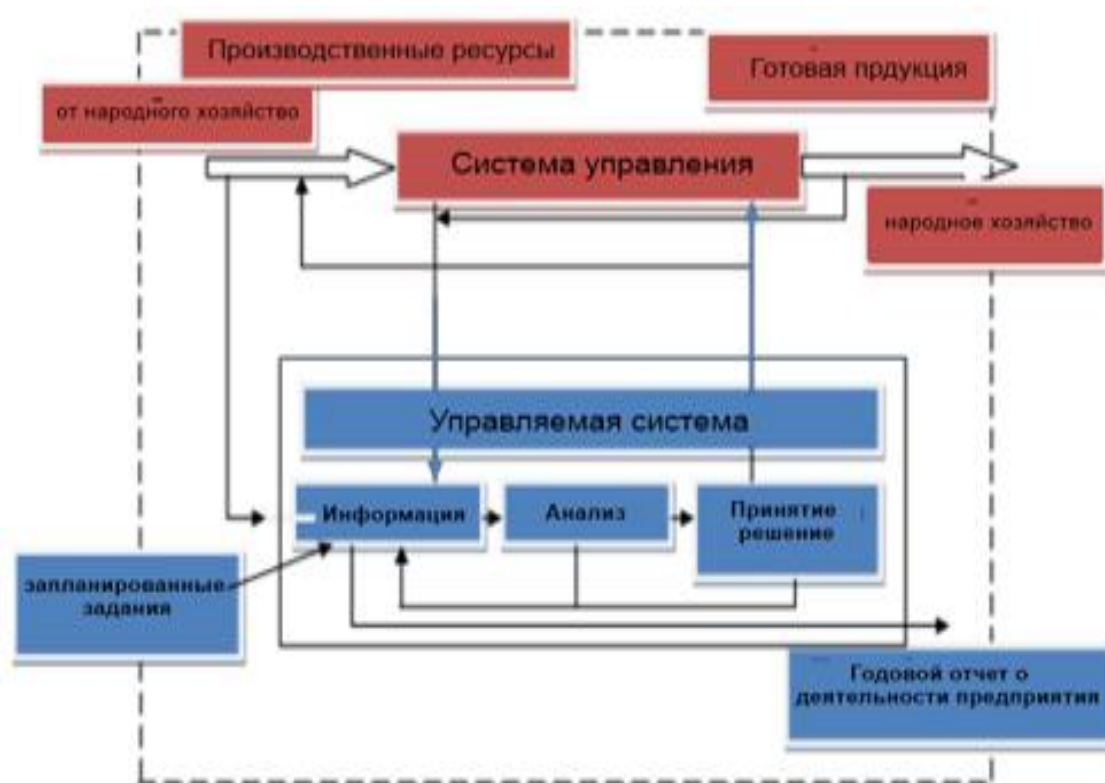 Производственные ресурсы
Готовая прдукция
от народного хозяйство
Система управления
народное хозяйство
Управляемая система
Информация
Анализ
Принятие
решение
запланированные
задания
Годовой отчет о
деятельности предприятия